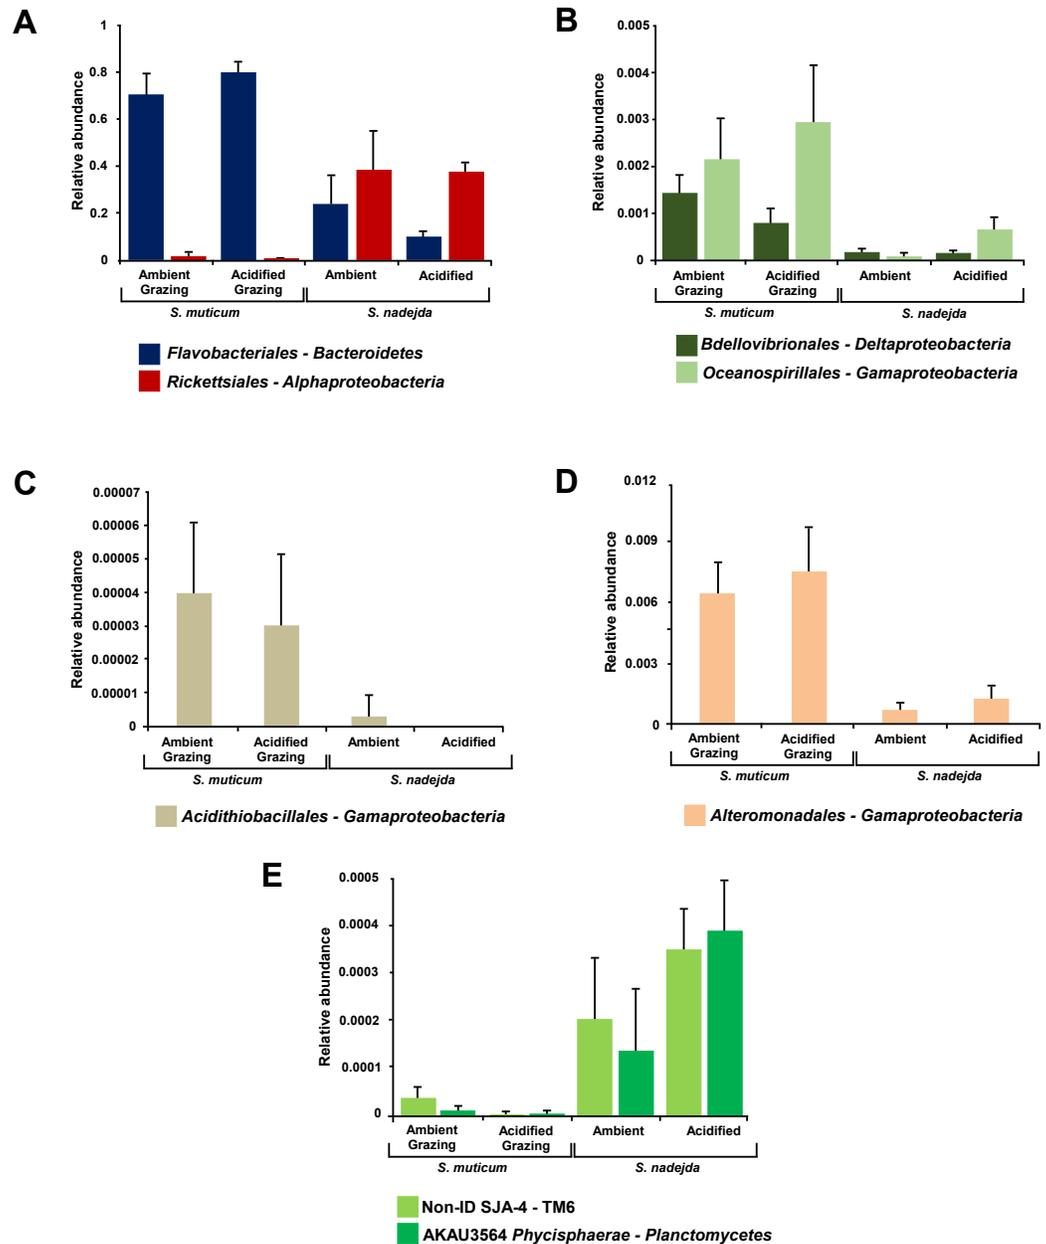 A
Relative abundance
1
0.8
0.6
0.4
0.2
0
Ambient Grazing
Acidified Grazing
Ambient
Acidified
S. muticum
S. nadejda
Flavobacteriales - Bacteroidetes
Rickettsiales - Alphaproteobacteria
B
Relative abundance
0.005
0.004
0.003
0.002
0.001
0
Ambient Grazing
Acidified Grazing
Ambient
Acidified
S. muticum
S. nadejda
Bdellovibrionales - Deltaproteobacteria
Oceanospirillales - Gamaproteobacteria
C
Relative abundance
0.00007
0.00006
0.00005
0.00004
0.00003
0.00002
0.00001
0
Ambient Grazing
Acidified Grazing
Ambient
Acidified
S. muticum
S. nadejda
Acidithiobacillales - Gamaproteobacteria
D
Relative abundance
0.012
0.009
0.006
0.003
0
Ambient Grazing
Acidified Grazing
Ambient
Acidified
S. muticum
S. nadejda
Alteromonadales - Gamaproteobacteria
E
Relative abundance
0.0005
0.0004
0.0003
0.0002
0.0001
0
Ambient Grazing
Acidified Grazing
Ambient
Acidified
S. muticum
S. nadejda
Non-ID SJA-4 - TM6
AKAU3564 Phycisphaerae - Planctomycetes